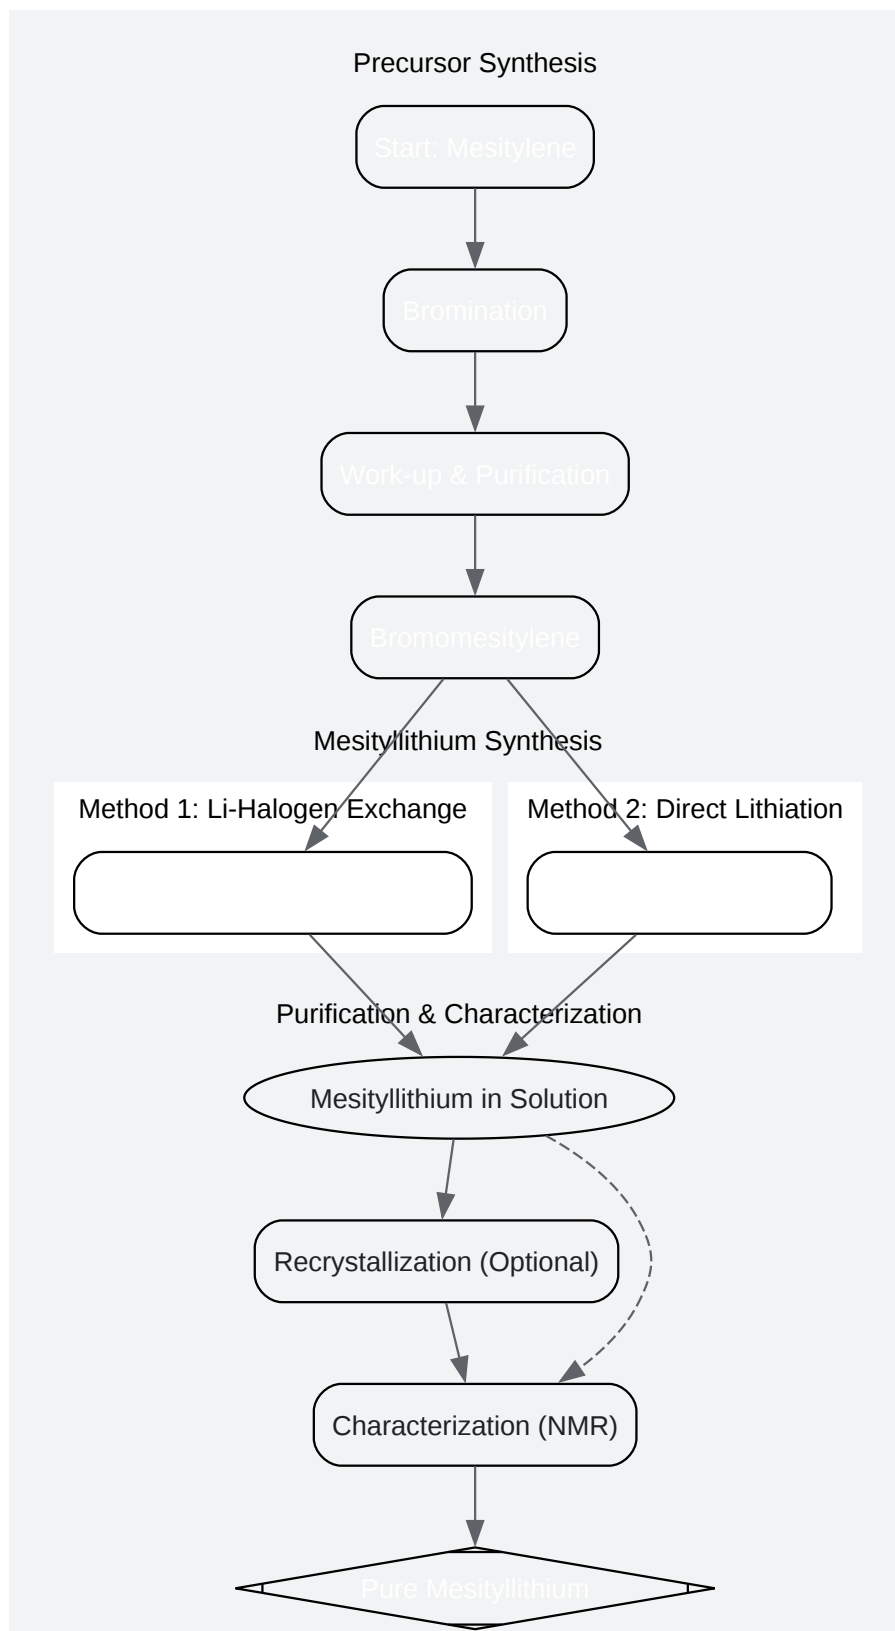 Precursor Synthesis
Start: Mesitylene
Bromination
Work-up & Purification
Bromomesitylene
Mesityllithium Synthesis
Method 1: Li-Halogen Exchange
Method 2: Direct Lithiation
Purification & Characterization
Mesityllithium in Solution
Recrystallization (Optional)
Characterization (NMR)
Pure Mesityllithium